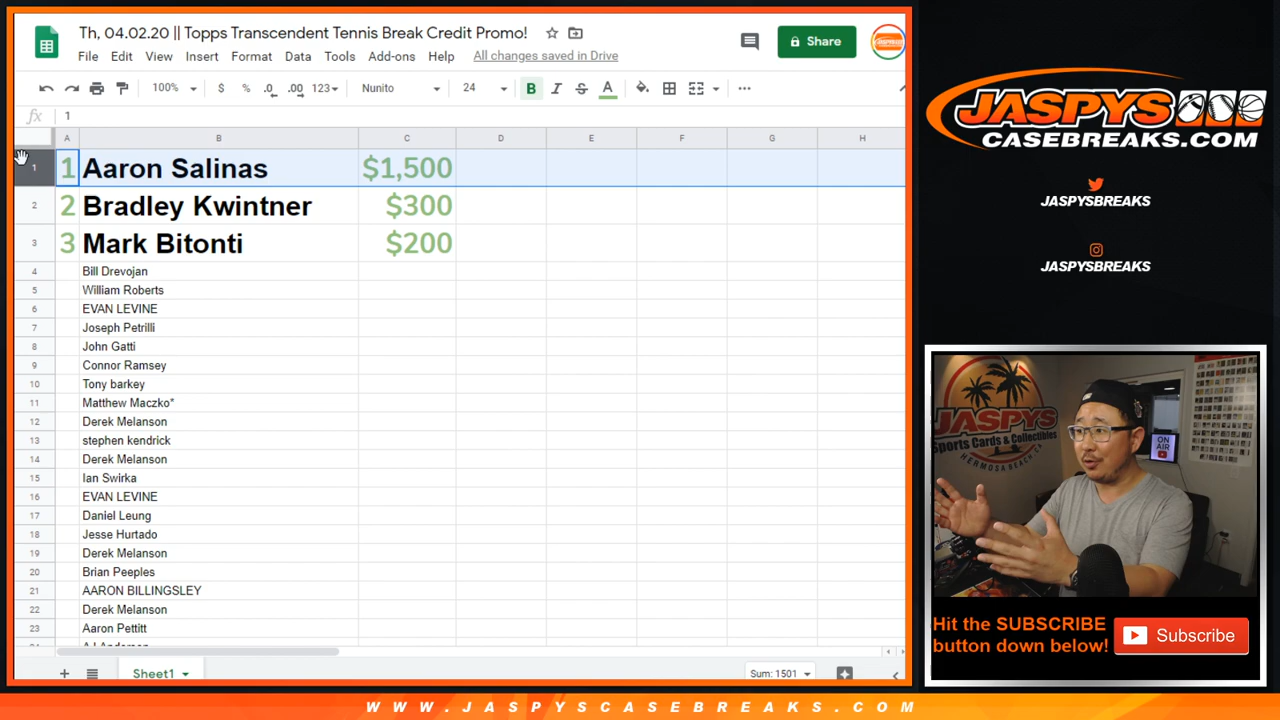 Th, 04.02.20 || Topps Transcendent Tennis Break Credit Promo!
File Edit View Insert Format Data Tools Add-ons Help All changes saved in Drive
Share
100% $ % .0 .00 123 Nunito 24 B I S A
fx 1
A B C D E F G H
1 1 Aaron Salinas $1,500
2 2 Bradley Kwintner $300
3 3 Mark Bitonti $200
4 Bill Drevojan
5 William Roberts
6 EVAN LEVINE
7 Joseph Petrilli
8 John Gatti
9 Connor Ramsey
10 Tony barkey
11 Matthew Maczko*
12 Derek Melanson
13 stephen kendrick
14 Derek Melanson
15 Ian Swirka
16 EVAN LEVINE
17 Daniel Leung
18 Jesse Hurtado
19 Derek Melanson
20 Brian Peeples
21 AARON BILLINGSLEY
22 Derek Melanson
23 Aaron Pettitt
Sheet1
Sum: 1501
JASPYS
CASEBREAKS.COM
JASPYSBREAKS
JASPYSBREAKS
JASPYS
Sports Cards & Collectibles
HERMOSA BEACH, CA
ON
AIR
Hit the SUBSCRIBE
button down below!
Subscribe
WWW.JASPYSCASEBREAKS.COM